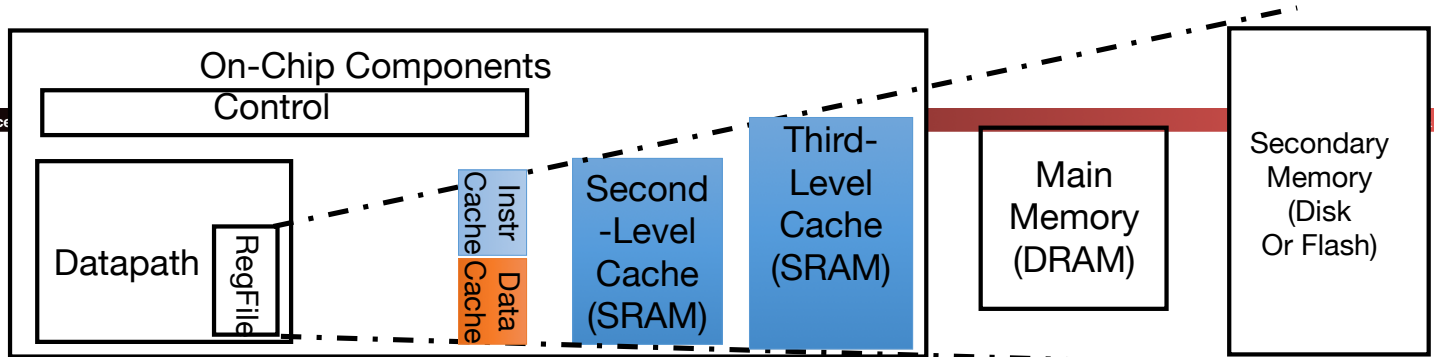 On-Chip Components
Control
Datapath
RegFile
Instr
Cache
Data
Cache
Second
-Level
Cache
(SRAM)
Third-
Level
Cache
(SRAM)
Main
Memory
(DRAM)
Secondary
Memory
(Disk
Or Flash)